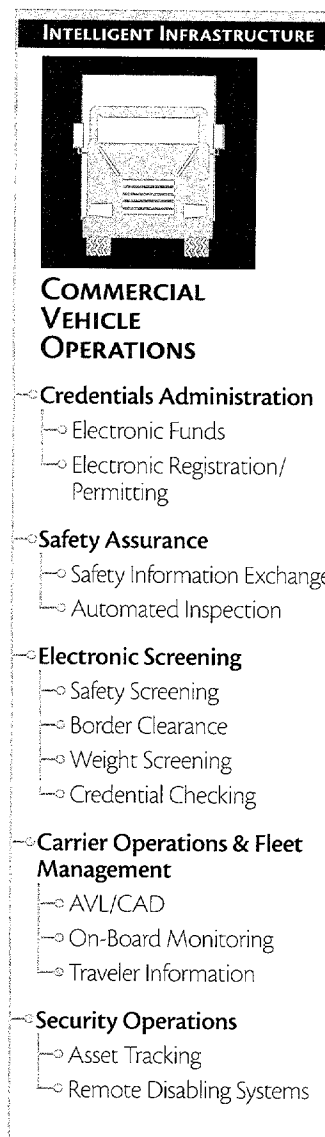 INTELLIGENT INFRASTRUCTURE
COMMERCIAL
VEHICLE
OPERATIONS
Credentials Administration
Electronic Funds
Electronic Registration/
Permitting
Safety Assurance
Safety Information Exchange
Automated Inspection
Electronic Screening
Safety Screening
Border Clearance
Weight Screening
Credential Checking
Carrier Operations & Fleet
Management
AVL/CAD
On-Board Monitoring
Traveler Information
Security Operations
Asset Tracking
Remote Disabling Systems